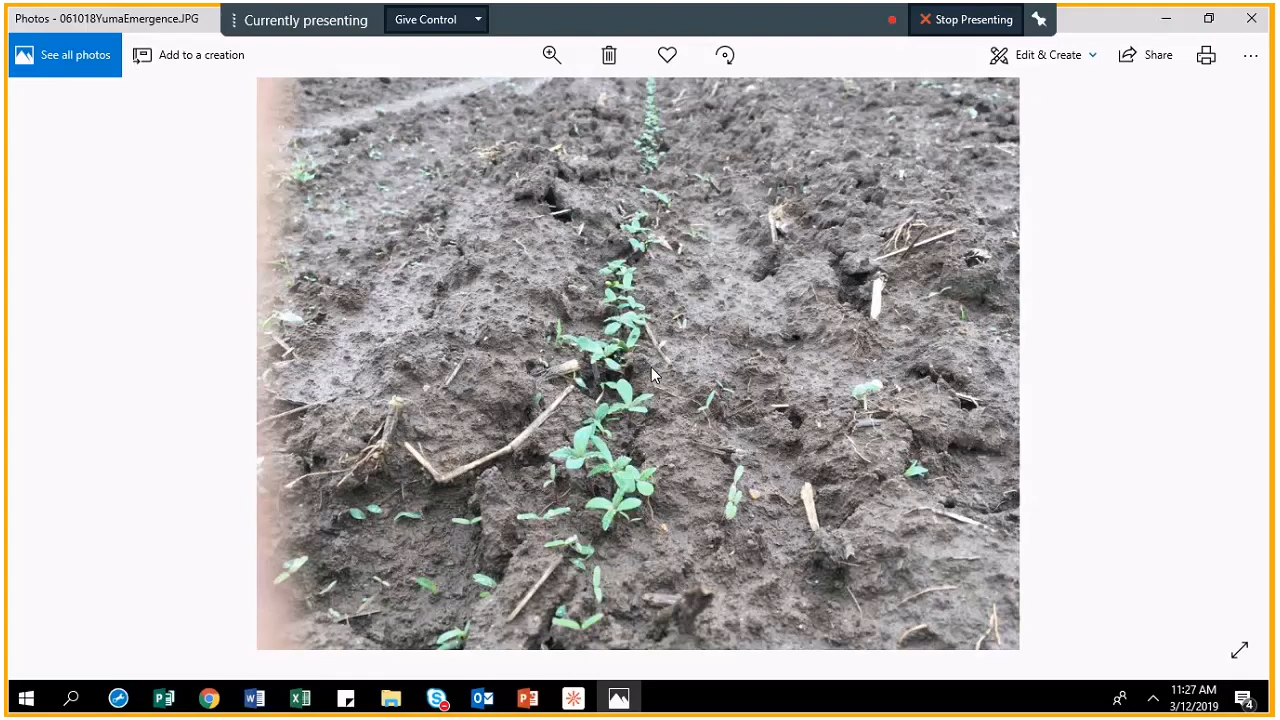 Photos - 061018YumaEmergence.JPG
Currently presenting
Give Control
Stop Presenting
See all photos
Add to a creation
Edit & Create
Share
11:27 AM
3/12/2019
4